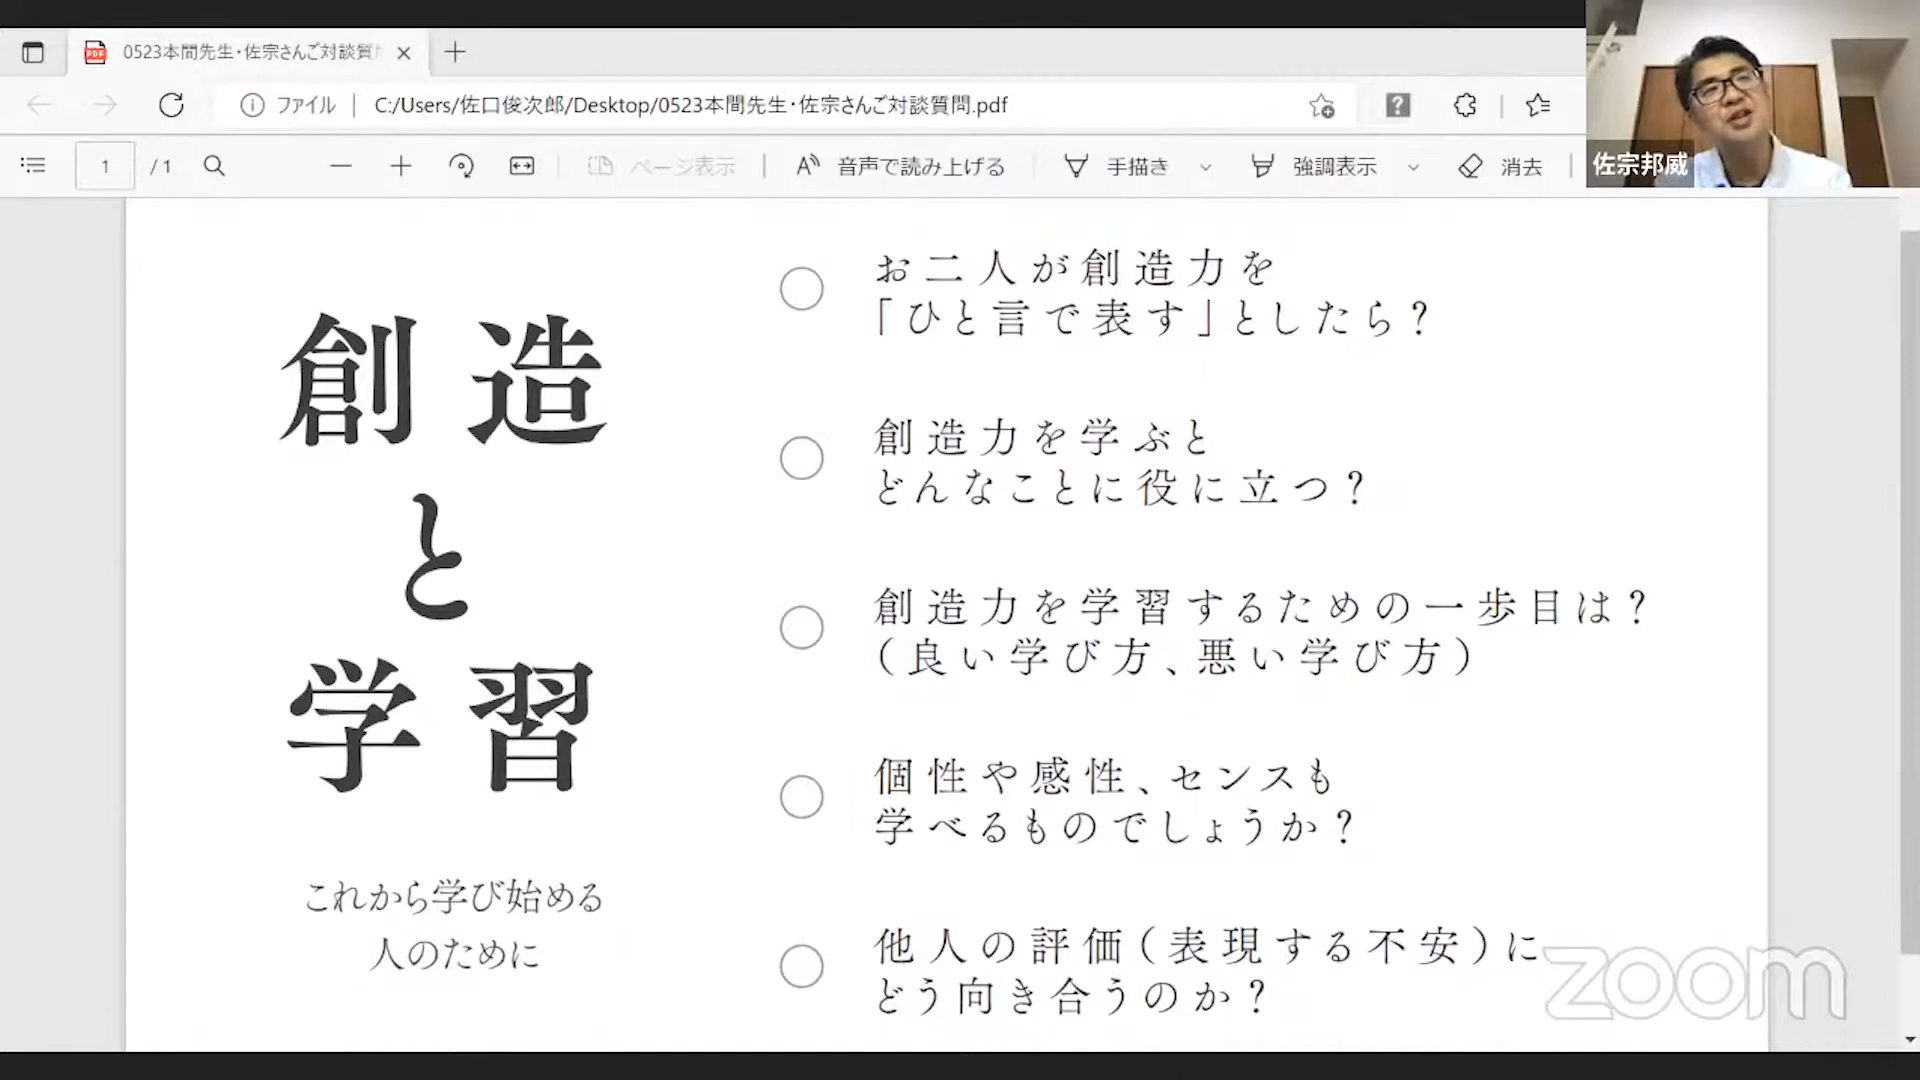 0523本間先生・佐宗さんご対談質
ファイル
C:/Users/佐口俊次郎/Desktop/0523本間先生・佐宗さんご対談質問.pdf
1 / 1
ページ表示
音声で読み上げる
手描き
強調表示
消去
佐宗邦威
創造
と
学習
これから学び始める
人のために
お二人が創造力を
「ひと言で表す」としたら？
創造力を学ぶと
どんなことに役に立つ？
創造力を学習するための一歩目は？
（良い学び方、悪い学び方）
個性や感性、センスも
学べるものでしょうか？
他人の評価（表現する不安）に
どう向き合うのか？
zoom